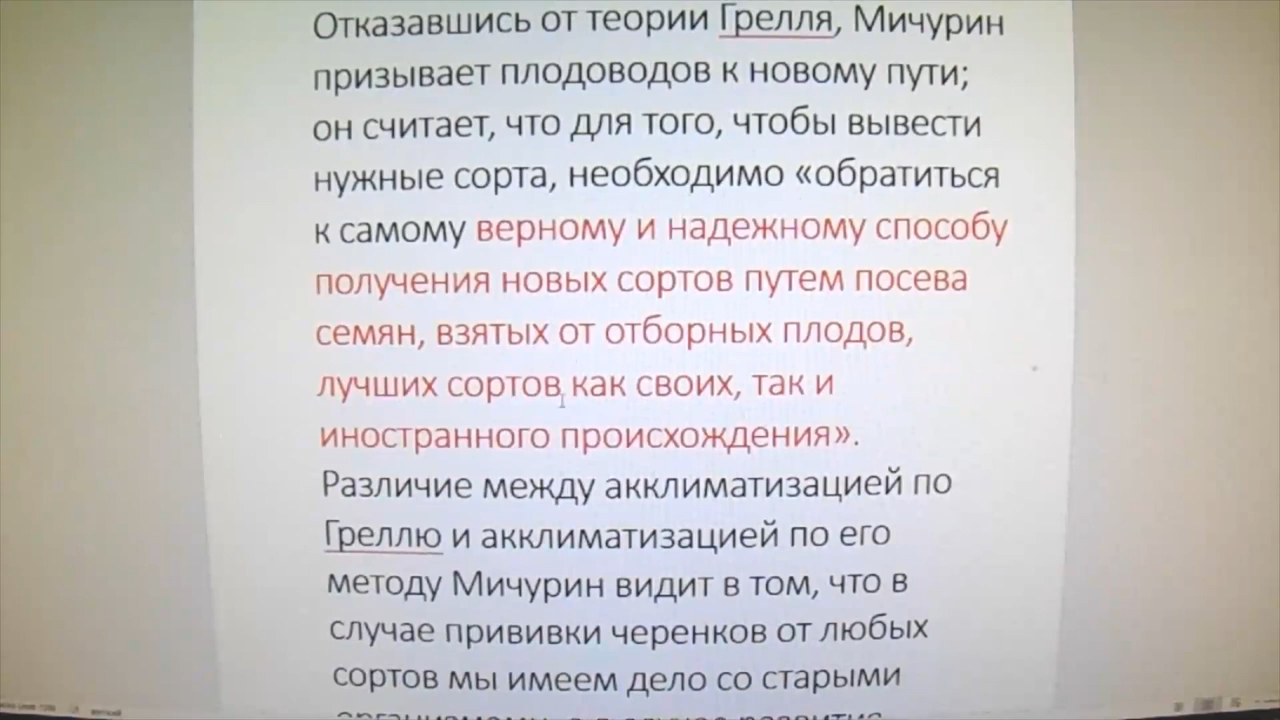 Отказавшись от теории Грелля, Мичурин
призывает плодоводов к новому пути;
он считает, что для того, чтобы вывести
нужные сорта, необходимо «обратиться
к самому верному и надежному способу
получения новых сортов путем посева
семян, взятых от отборных плодов,
лучших сортов как своих, так и
иностранного происхождения».
Различие между акклиматизацией по
Греллю и акклиматизацией по его
методу Мичурин видит в том, что в
случае прививки черенков от любых
сортов мы имеем дело со старыми